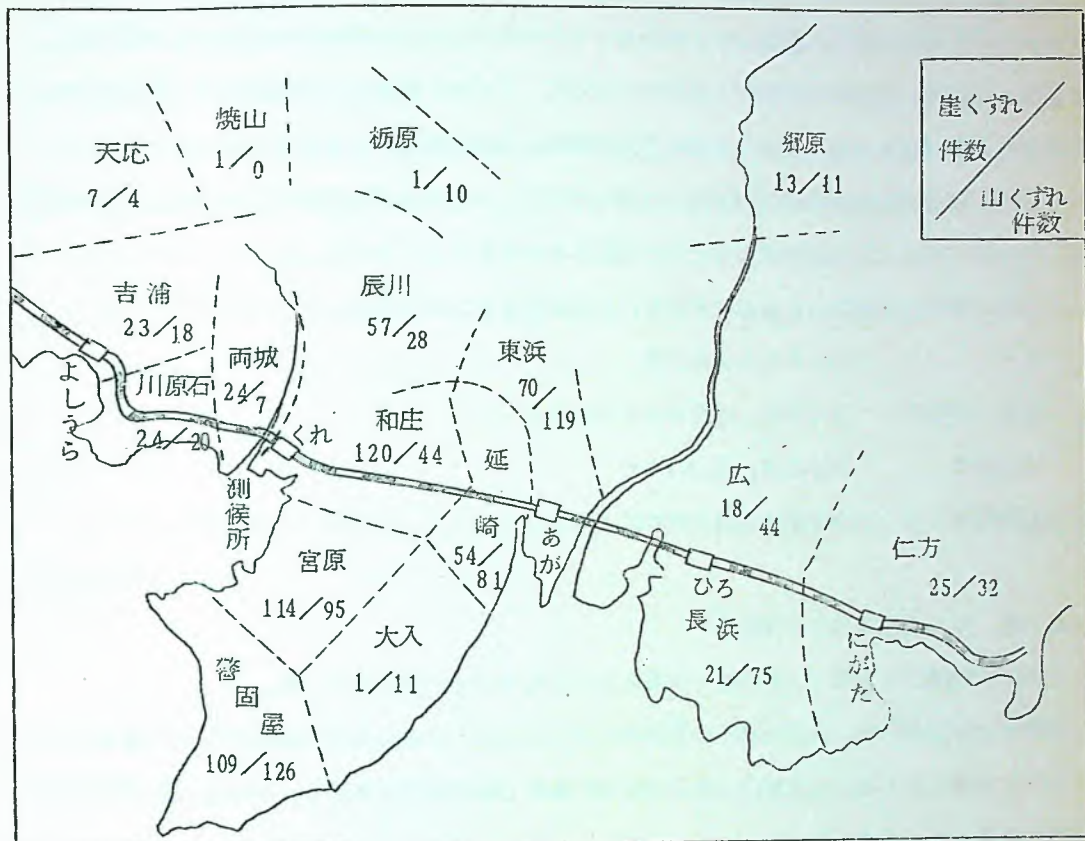 焼山
1/0
天応
7/4
栃原
1/10
郷原
13/11
崖くずれ
件数
山くずれ
件数
吉浦
23/18
辰川
57/28
両城
24/7
東浜
70/119
川原石
24/20
よしうら
くれ
和庄
120/44
延崎
54/81
測候所
あが
広
18/44
仁方
25/32
宮原
114/95
ひろ
長浜
21/75
大入
1/11
にがた
警固屋
109/126